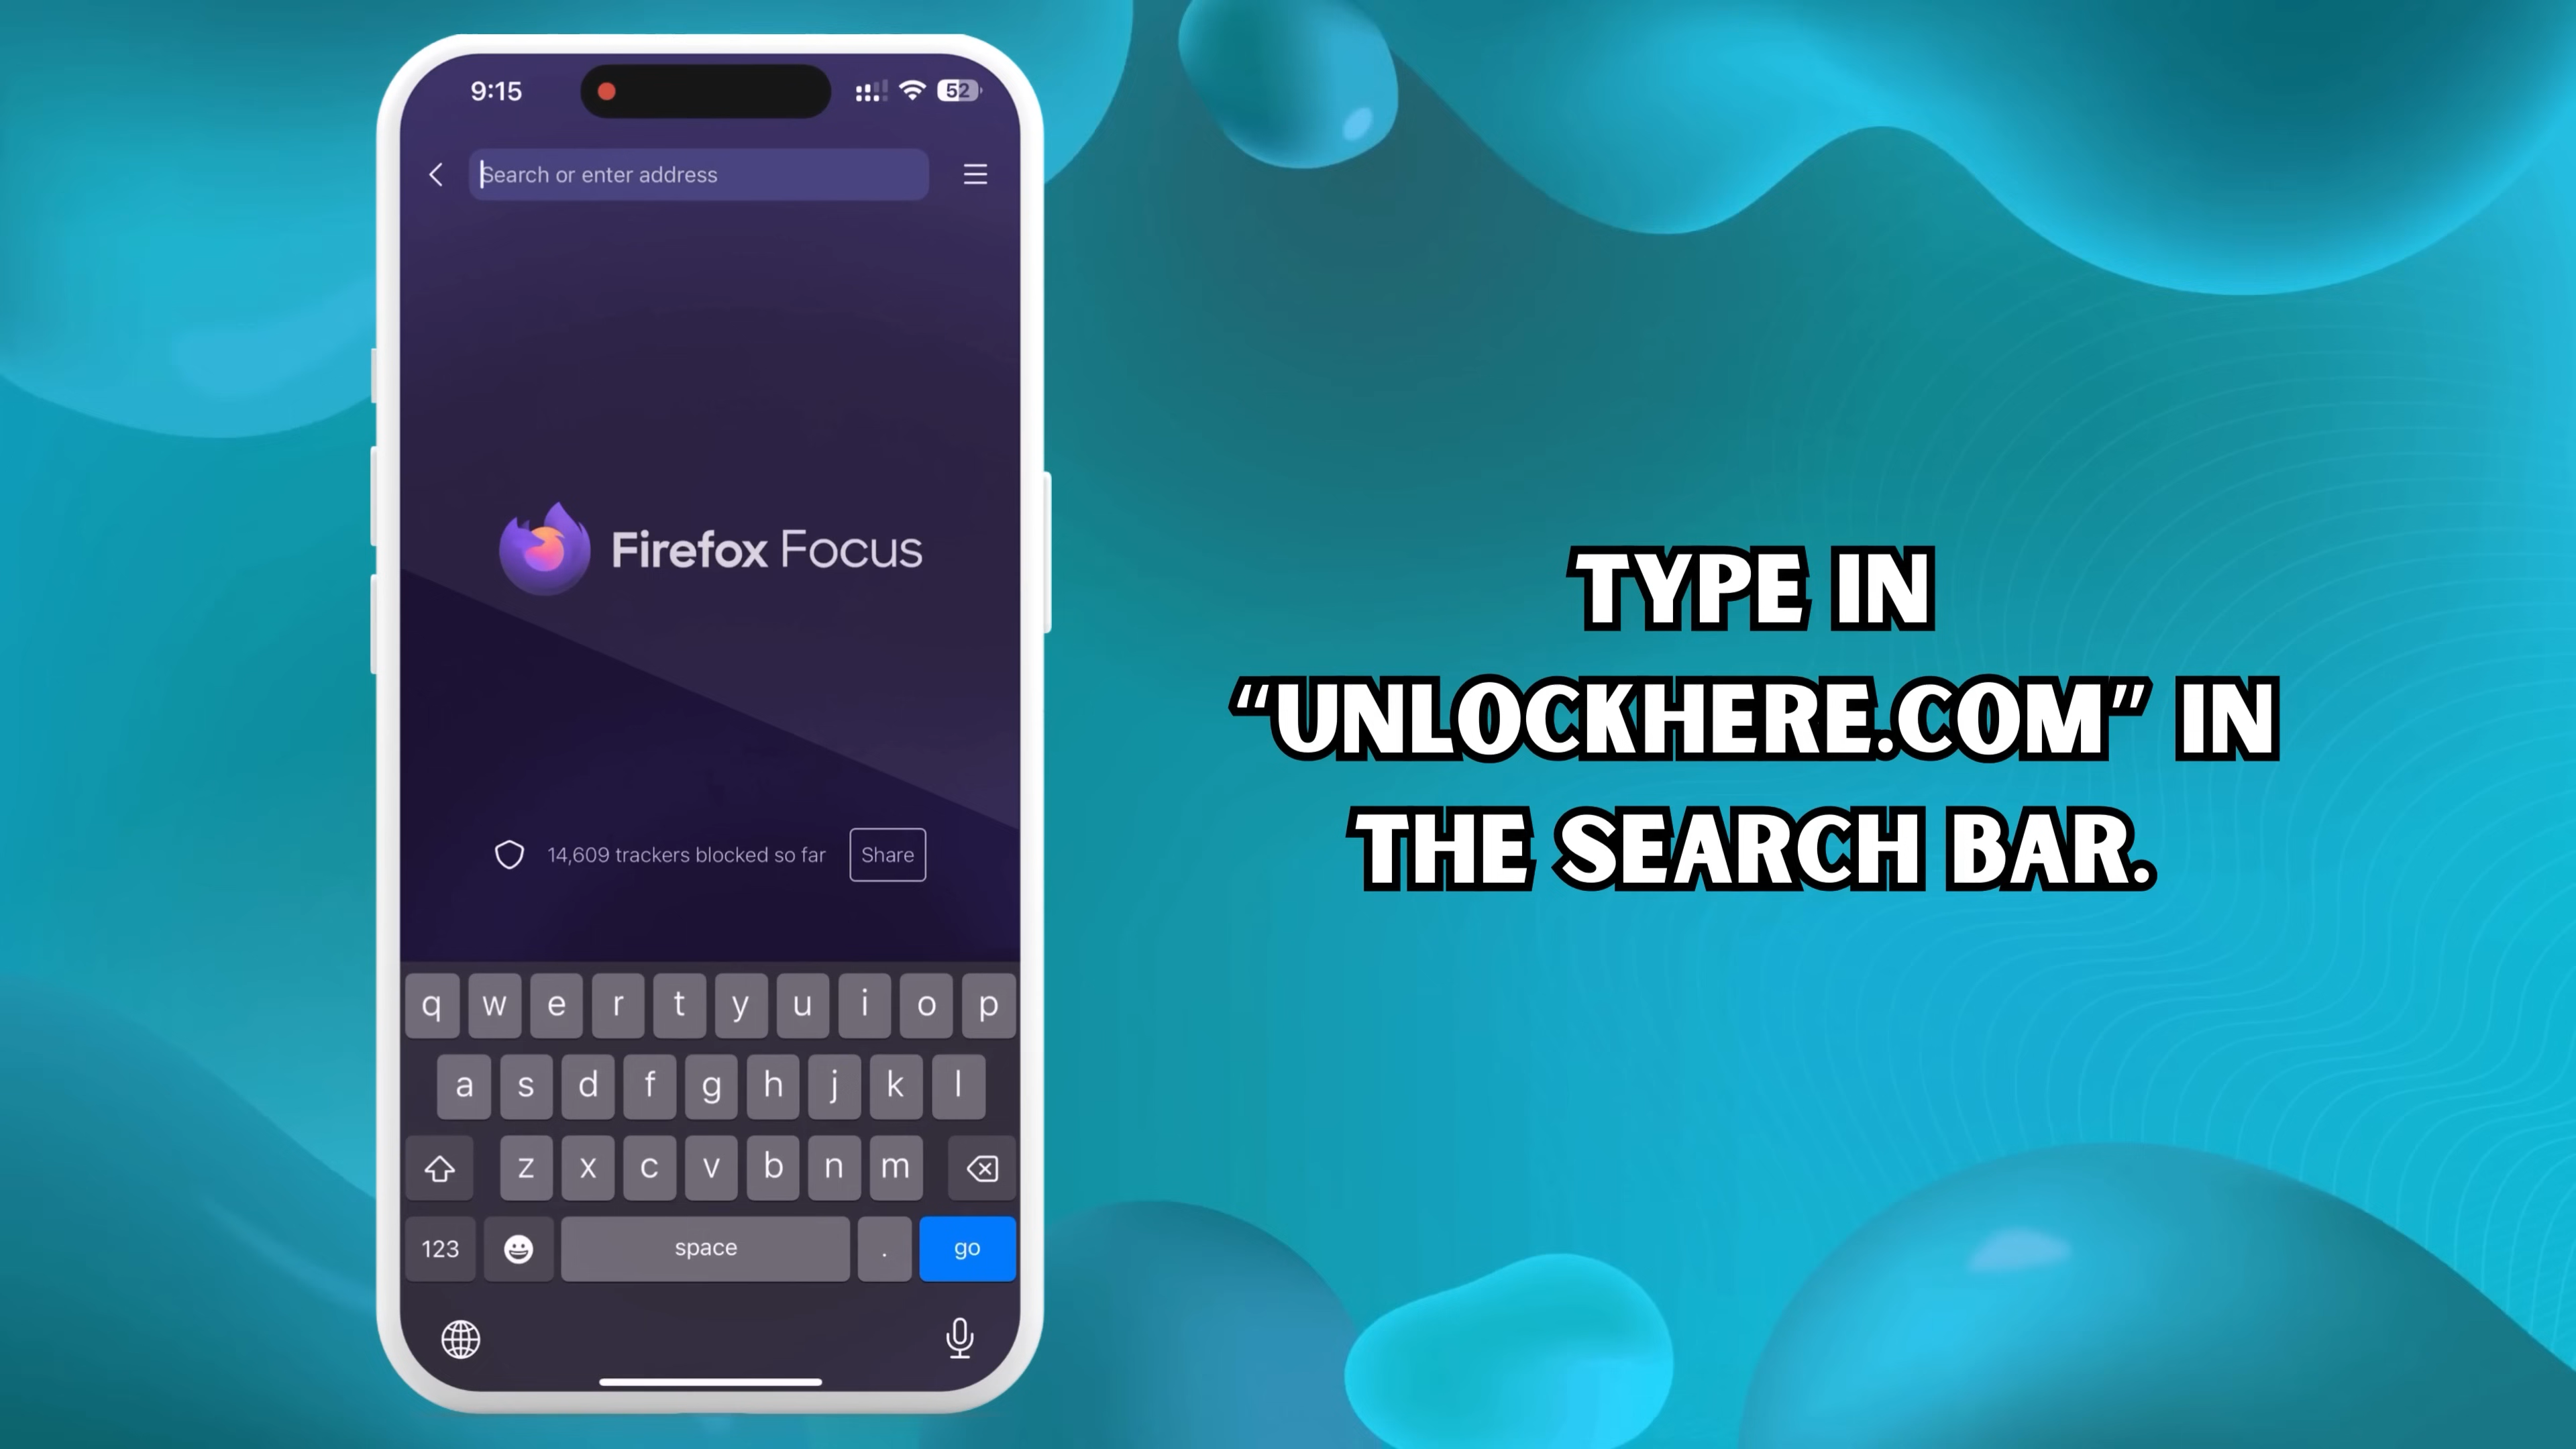 9:15
52
Search or enter address
Firefox Focus
14,609 trackers blocked so far
Share
q w e r t y u i o p
a s d f g h j k l
z x c v b n m
123
space
.
go
TYPE IN
“UNLOCKHERE.COM” IN
THE SEARCH BAR.